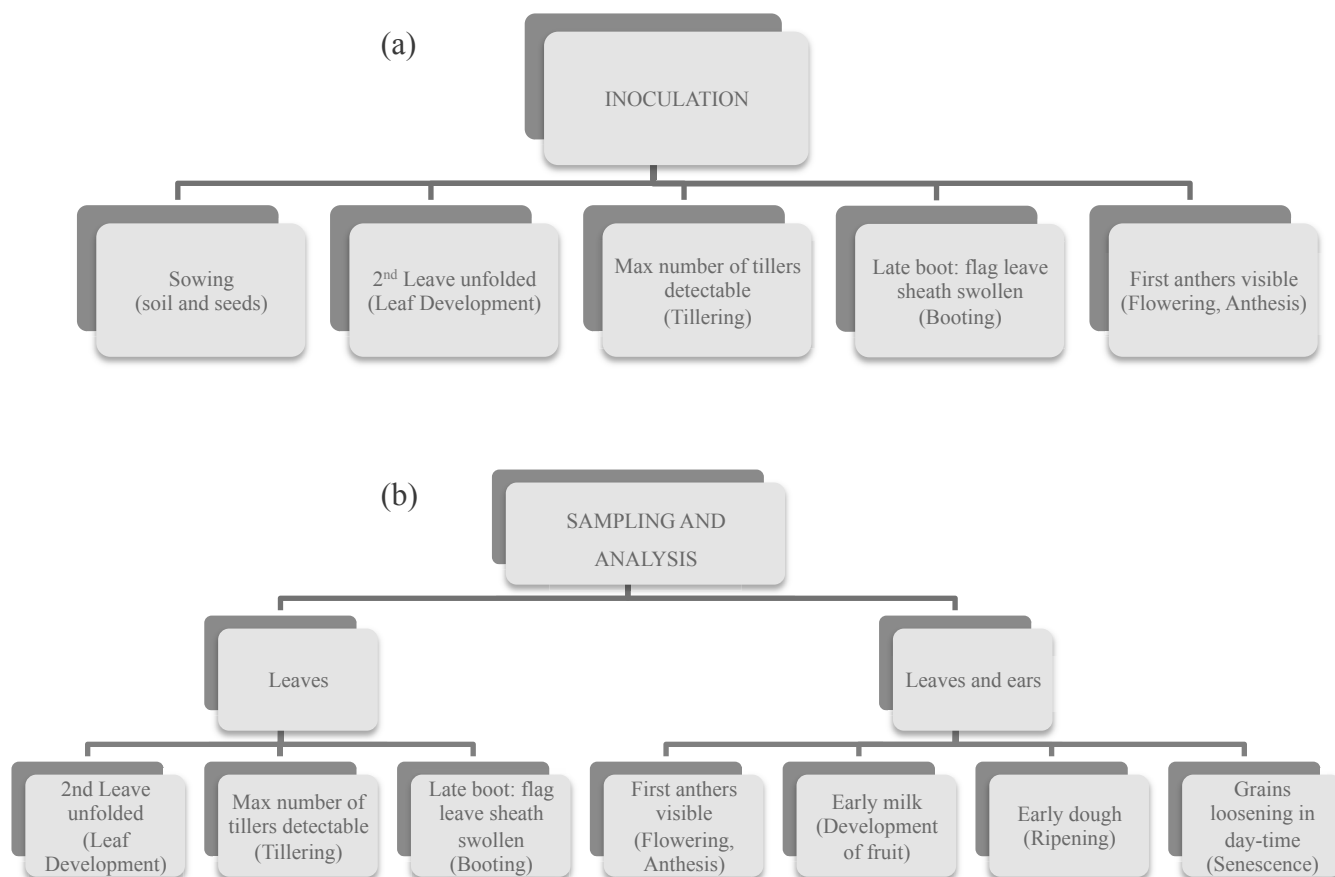 (a)
INOCULATION
Sowing
(soil and seeds)
2nd Leave unfolded
(Leaf Development)
Max number of tillers
detectable
(Tillering)
Late boot: flag leave
sheath swollen
(Booting)
First anthers visible
(Flowering, Anthesis)
(b)
SAMPLING AND
ANALYSIS
Leaves
Leaves and ears
2nd Leave
unfolded
(Leaf
Development)
Max number of
tillers detectable
(Tillering)
Late boot: flag
leave sheath
swollen
(Booting)
First anthers
visible
(Flowering,
Anthesis)
Early milk
(Development
of fruit)
Early dough
(Ripening)
Grains
loosening in
day-time
(Senescence)